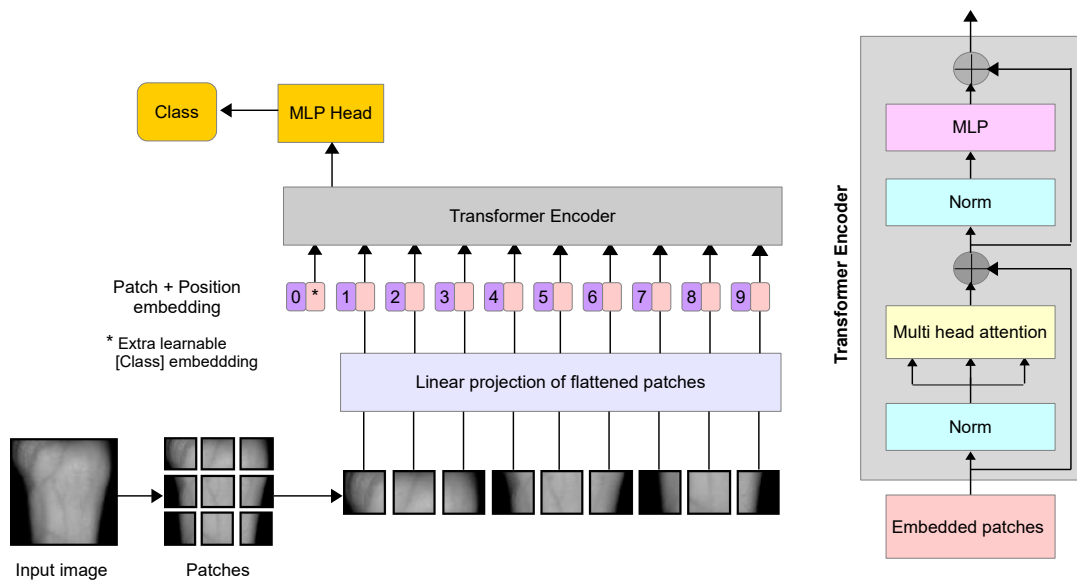 Class
MLP Head
Transformer Encoder
Patch + Position
embedding
0 * 1 2 3 4 5 6 7 8 9
* Extra learnable
[Class] embeddding
Linear projection of flattened patches
Input image
Patches
Transformer Encoder
MLP
Norm
Multi head attention
Norm
Embedded patches